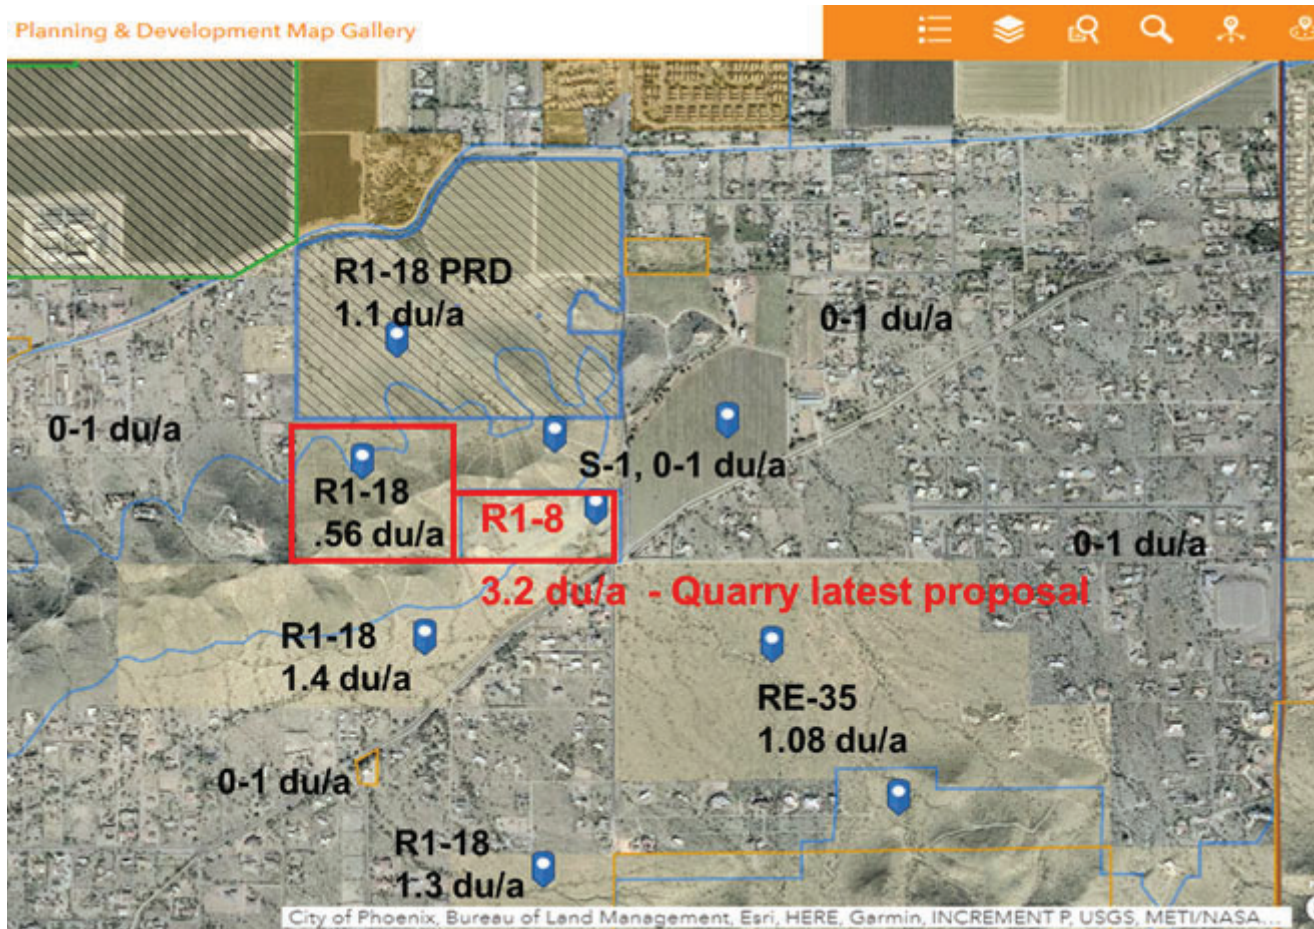 Planning & Development Map Gallery
R1-18 PRD
1.1 du/a
0-1 du/a
0-1 du/a
S-1, 0-1 du/a
R1-18
.56 du/a
R1-8
0-1 du/a
3.2 du/a - Quarry latest proposal
R1-18
1.4 du/a
RE-35
1.08 du/a
0-1 du/a
R1-18
1.3 du/a
City of Phoenix, Bureau of Land Management, Esri, HERE, Garmin, INCREMENT P, USGS, METI/NASA...